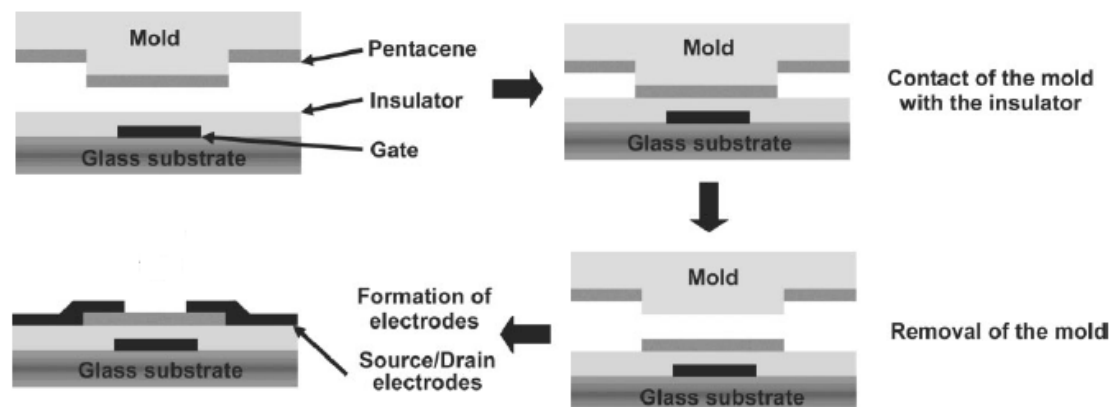 Mold
Pentacene
Insulator
Gate
Glass substrate
Mold
Glass substrate
Contact of the mold
with the insulator
Mold
Glass substrate
Removal of the mold
Formation of
electrodes
Source/Drain
electrodes
Glass substrate